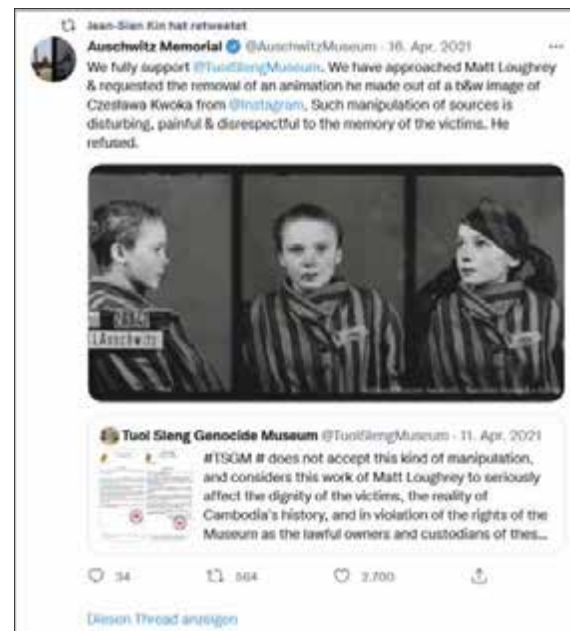 Jean-Sien Kin hat retweetet
Auschwitz Memorial @AuschwitzMuseum · 16. Apr. 2021
We fully support @TuolSlengMuseum. We have approached Matt Loughrey
& requested the removal of an animation he made out of a b&w image of
Czesława Kwoka from @Instagram. Such manipulation of sources is
disturbing, painful & disrespectful to the memory of the victims. He
refused.
Auschwitz
Tuol Sleng Genocide Museum @TuolSlengMuseum · 11. Apr. 2021
#TSGM # does not accept this kind of manipulation,
and considers this work of Matt Loughrey to seriously
affect the dignity of the victims, the reality of
Cambodia's history, and in violation of the rights of the
Museum as the lawful owners and custodians of thes...
34 564 2.700
Diesen Thread anzeigen